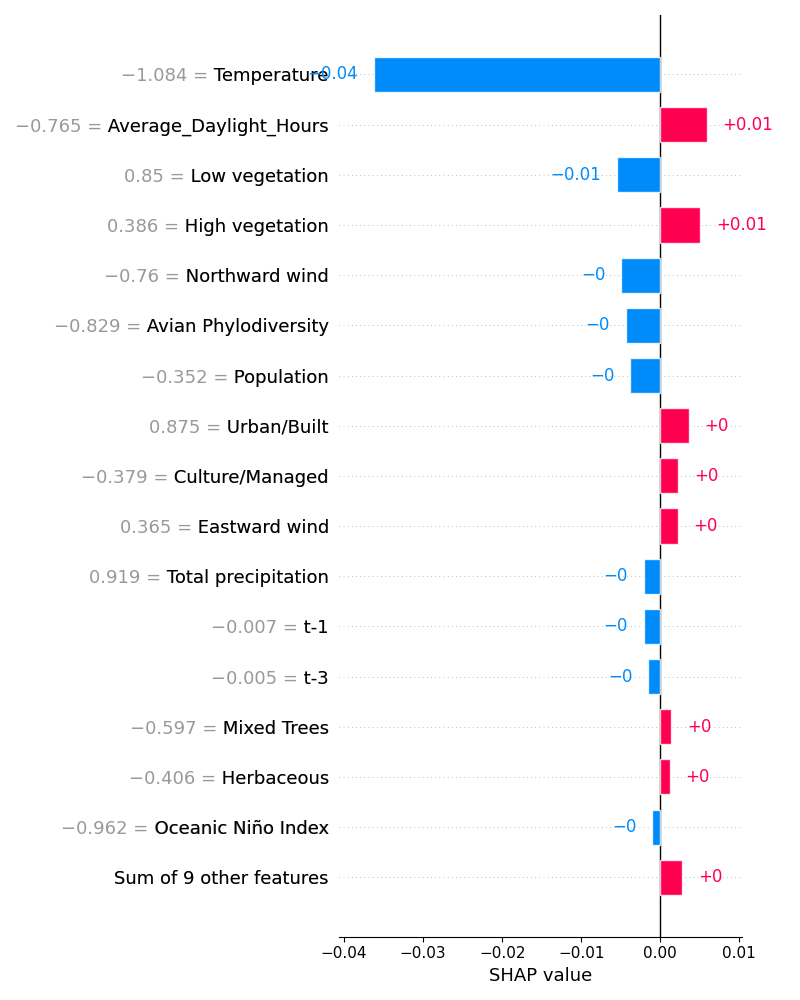 −1.084 = Temperature −0.04
−0.765 = Average_Daylight_Hours +0.01
0.85 = Low vegetation −0.01
0.386 = High vegetation +0.01
−0.76 = Northward wind −0
−0.829 = Avian Phylodiversity −0
−0.352 = Population −0
0.875 = Urban/Built +0
−0.379 = Culture/Managed +0
0.365 = Eastward wind +0
0.919 = Total precipitation −0
−0.007 = t-1 −0
−0.005 = t-3 −0
−0.597 = Mixed Trees +0
−0.406 = Herbaceous +0
−0.962 = Oceanic Niño Index −0
Sum of 9 other features +0
−0.04 −0.03 −0.02 −0.01 0.00 0.01
SHAP value